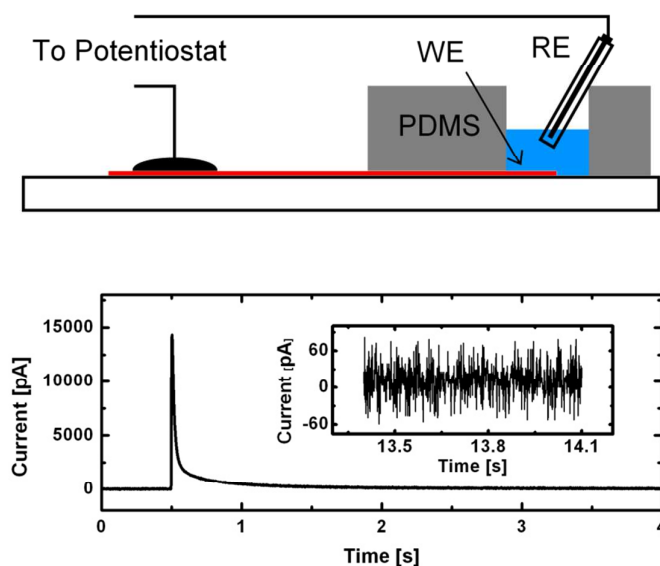 To Potentiostat
WE
RE
PDMS
Current [pA]
15000
10000
5000
0
0
1
2
3
4
Time [s]
Current [pA]
60
0
-60
13.5
13.8
14.1
Time [s]